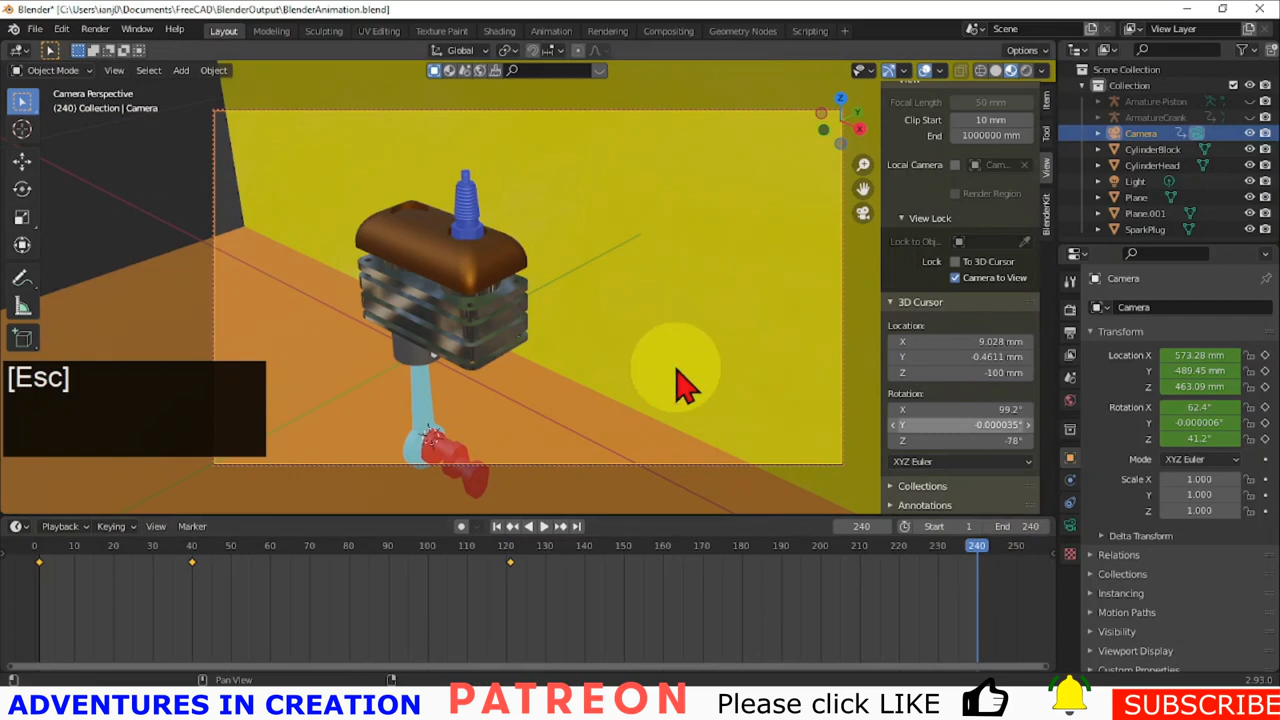 Blender* [C:\Users\ianj0\Documents\FreeCAD\BlenderOutput\BlenderAnimation.blend]
File Edit Render Window Help Layout Modeling Sculpting UV Editing Texture Paint Shading Animation Rendering Compositing Geometry Nodes Scripting + Scene View Layer
Global Options
Object Mode View Select Add Object
Camera Perspective
(240) Collection | Camera
Z
Y
X
View
Focal Length 50 mm
Clip Start 10 mm
End 1000000 mm
Local Camera Cam...
Render Region
View Lock
Lock to Obj...
Lock To 3D Cursor
Camera to View
3D Cursor
Location:
X 9.028 mm
Y -0.4611 mm
Z -100 mm
Rotation:
X 99.2°
Y -0.000035°
Z -78°
XYZ Euler
Collections
Annotations
Item
Tool
View
BlenderKit
Scene Collection
Collection
Amature-Piston
ArmatureCrank
Camera
CylinderBlock
CylinderHead
Light
Plane
Plane.001
SparkPlug
Camera
Camera
Transform
Location X 573.28 mm
Y -489.45 mm
Z 463.09 mm
Rotation X 62.4°
Y -0.000006°
Z 41.2°
Mode XYZ Euler
Scale X 1.000
Y 1.000
Z 1.000
Delta Transform
Relations
Collections
Instancing
Motion Paths
Visibility
Viewport Display
Custom Properties
[Esc]
Playback Keying View Marker 240 Start 1 End 240
0 10 20 30 40 50 60 70 80 90 100 110 120 130 140 150 160 170 180 190 200 210 220 230 240 250
Pan View 2.93.0
ADVENTURES IN CREATION PATREON Please click LIKE SUBSCRIBE